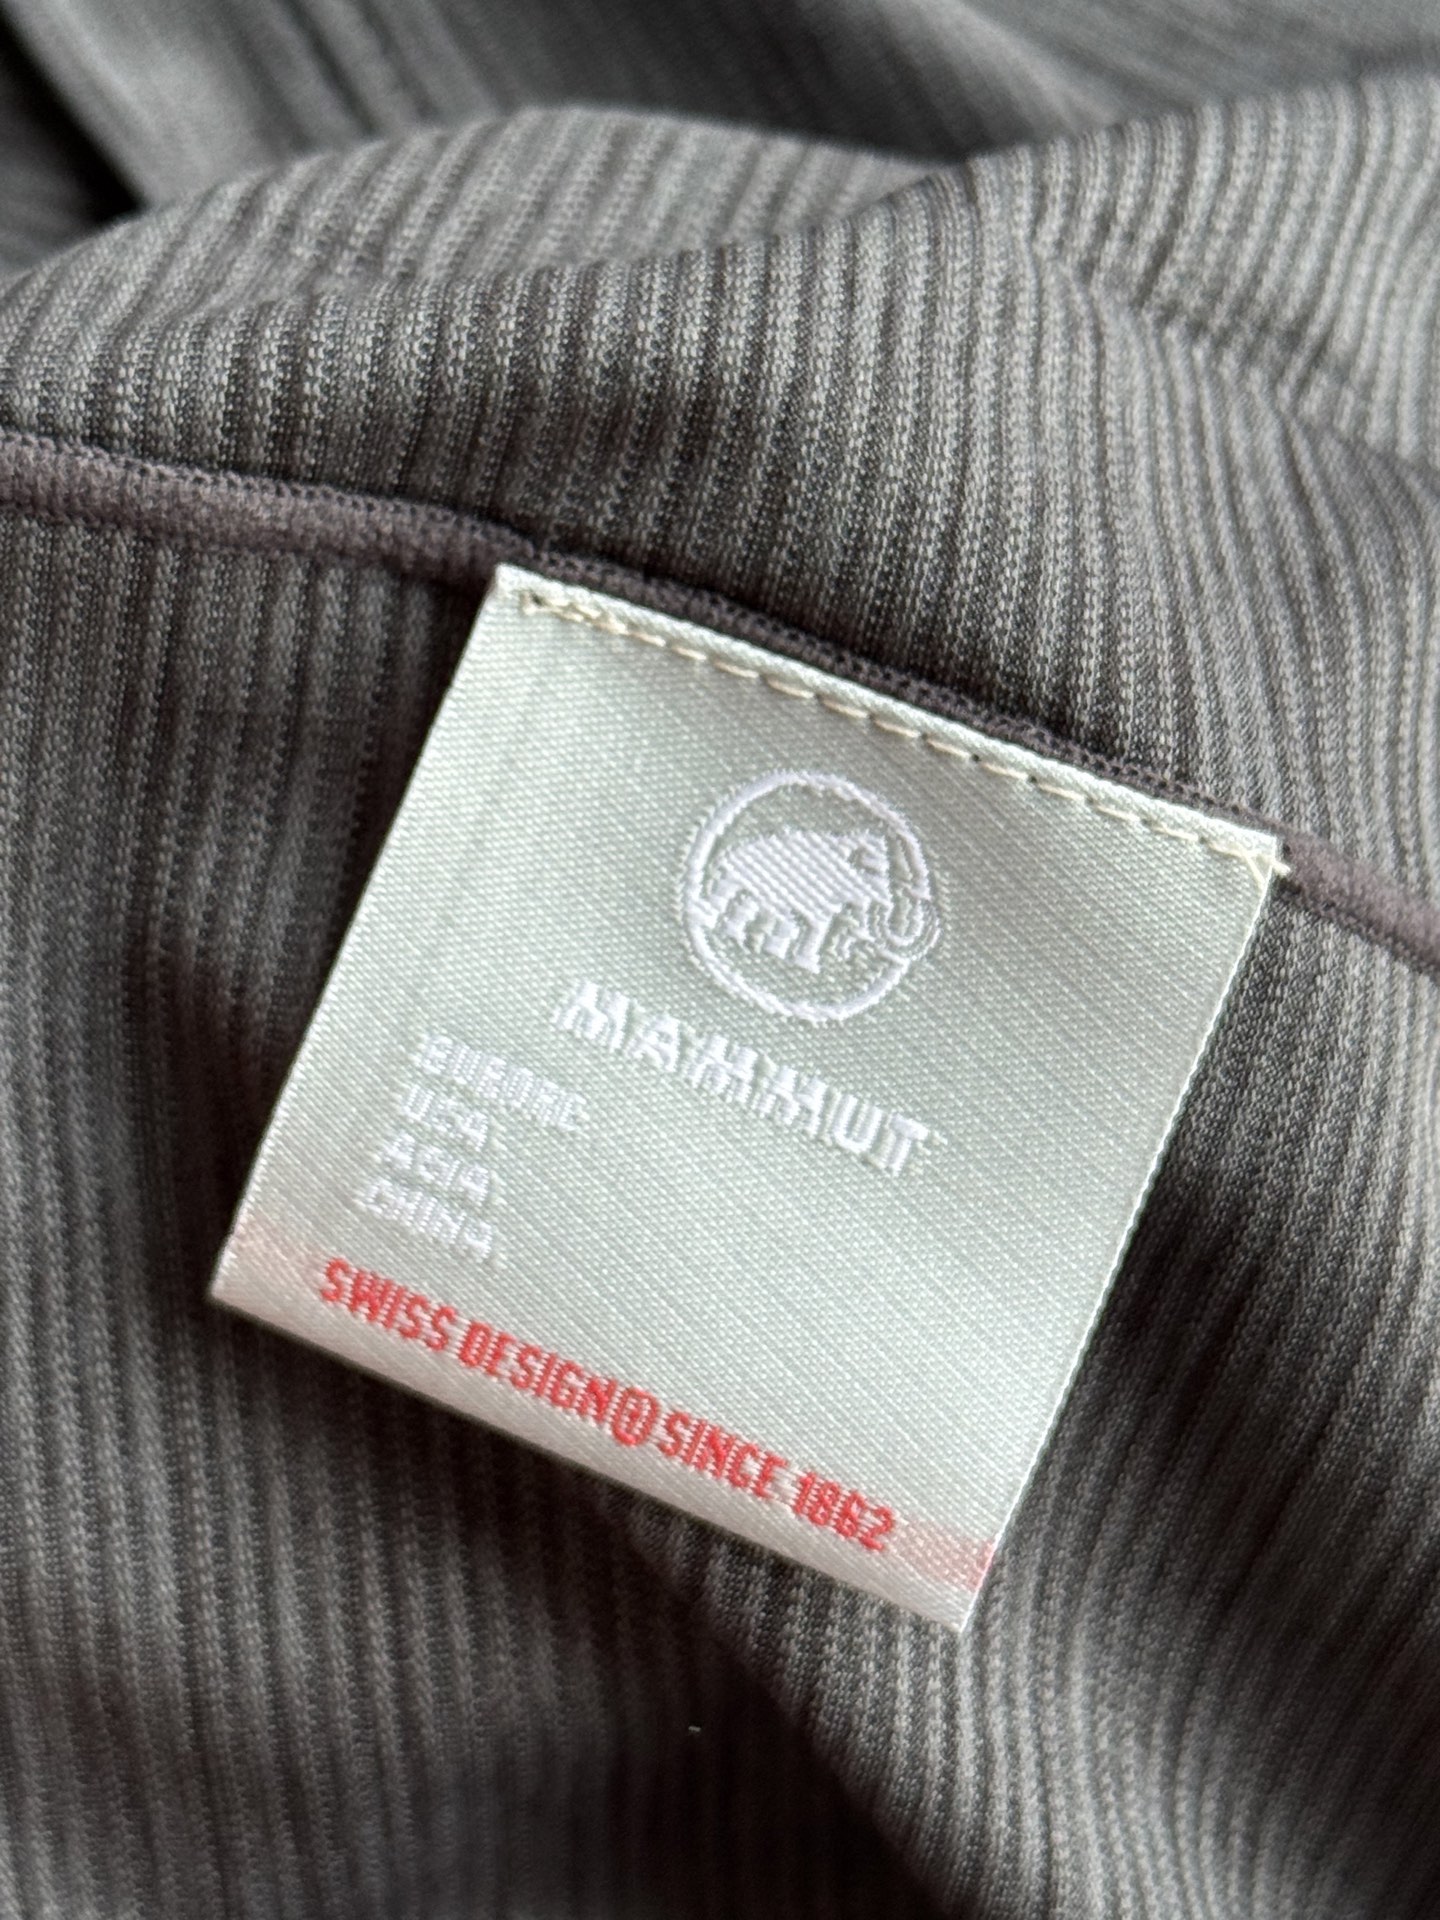 MAMMUT
EUROPE
USA
ASIA
CHINA
SWISS DESIGN® SINCE 1862